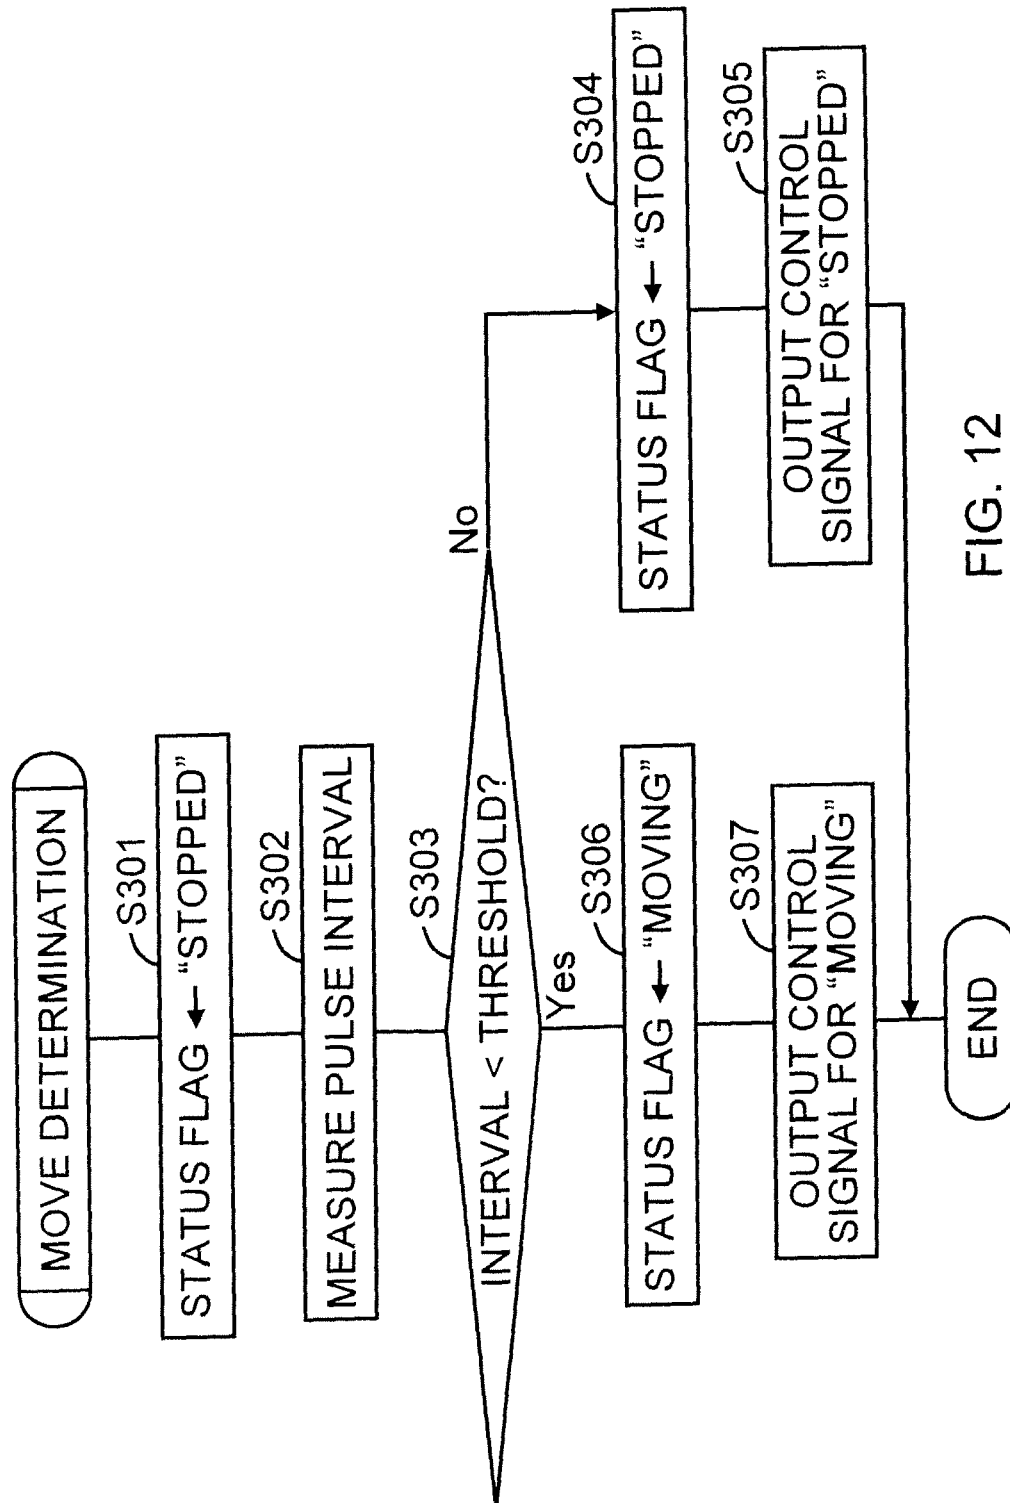 MOVE DETERMINATION
S301
STATUS FLAG ← “STOPPED”
S302
MEASURE PULSE INTERVAL
S303
INTERVAL < THRESHOLD?
No
Yes
S304
STATUS FLAG ← “STOPPED”
S305
OUTPUT CONTROL
SIGNAL FOR “STOPPED”
S306
STATUS FLAG ← “MOVING”
S307
OUTPUT CONTROL
SIGNAL FOR “MOVING”
END
FIG. 12